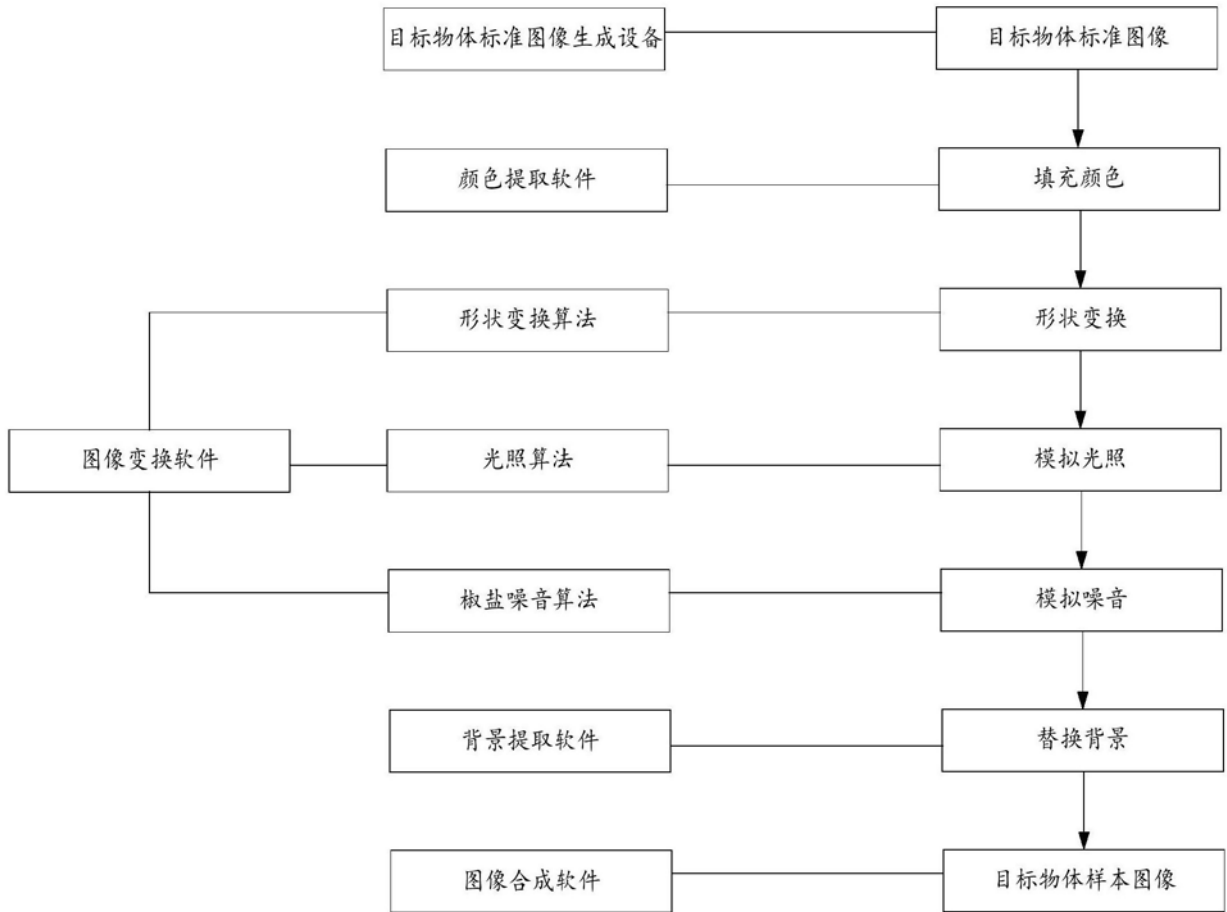 目标物体标准图像生成设备
目标物体标准图像
颜色提取软件
填充颜色
形状变换算法
形状变换
图像变换软件
光照算法
模拟光照
椒盐噪音算法
模拟噪音
背景提取软件
替换背景
图像合成软件
目标物体样本图像